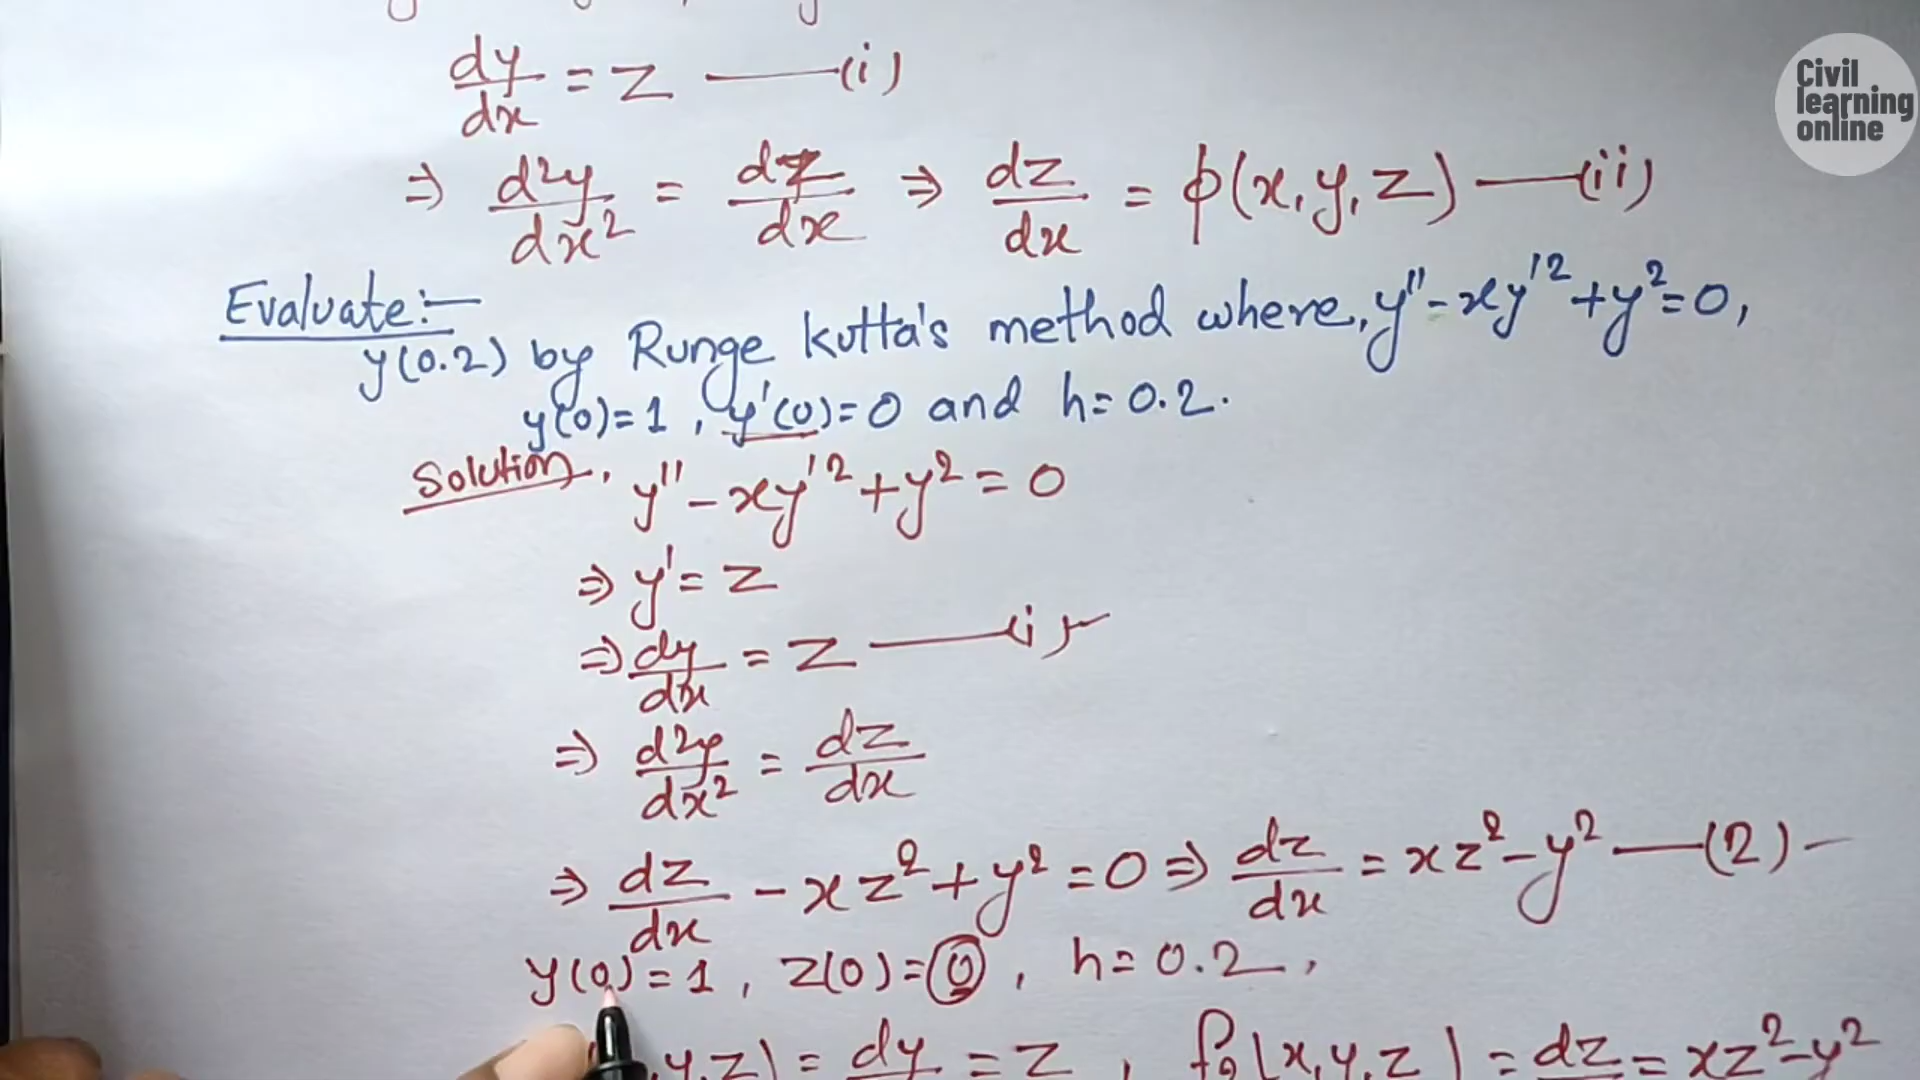 dy/dx = z ——(i)
⇒ d²y/dx² = dz/dx ⇒ dz/dx = ϕ(x, y, z) ——(ii)
Evaluate:—
y(0.2) by Runge Kutta's method where, y'' - xy'² + y² = 0,
y(0)=1, y'(0)=0 and h=0.2.
Solution. y'' - xy'² + y² = 0
⇒ y' = z
⇒ dy/dx = z ——(i)
⇒ d²y/dx² = dz/dx
⇒ dz/dx - xz² + y² = 0 ⇒ dz/dx = xz² - y² ——(2)
y(0)=1, z(0)=0, h=0.2,
,y,z) = dy = z, f₂(x,y,z) = dz = xz²-y²
Civil
learning
online